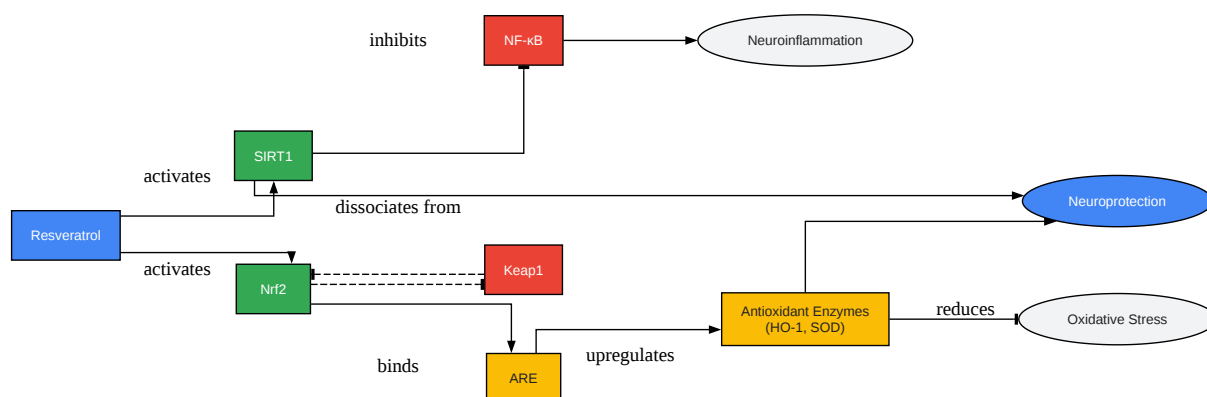 inhibits
NF-κB
Neuroinflammation
SIRT1
activates
dissociates from
Neuroprotection
Resveratrol
activates
Nrf2
Keap1
Antioxidant Enzymes
(HO-1, SOD)
reduces
Oxidative Stress
binds
ARE
upregulates